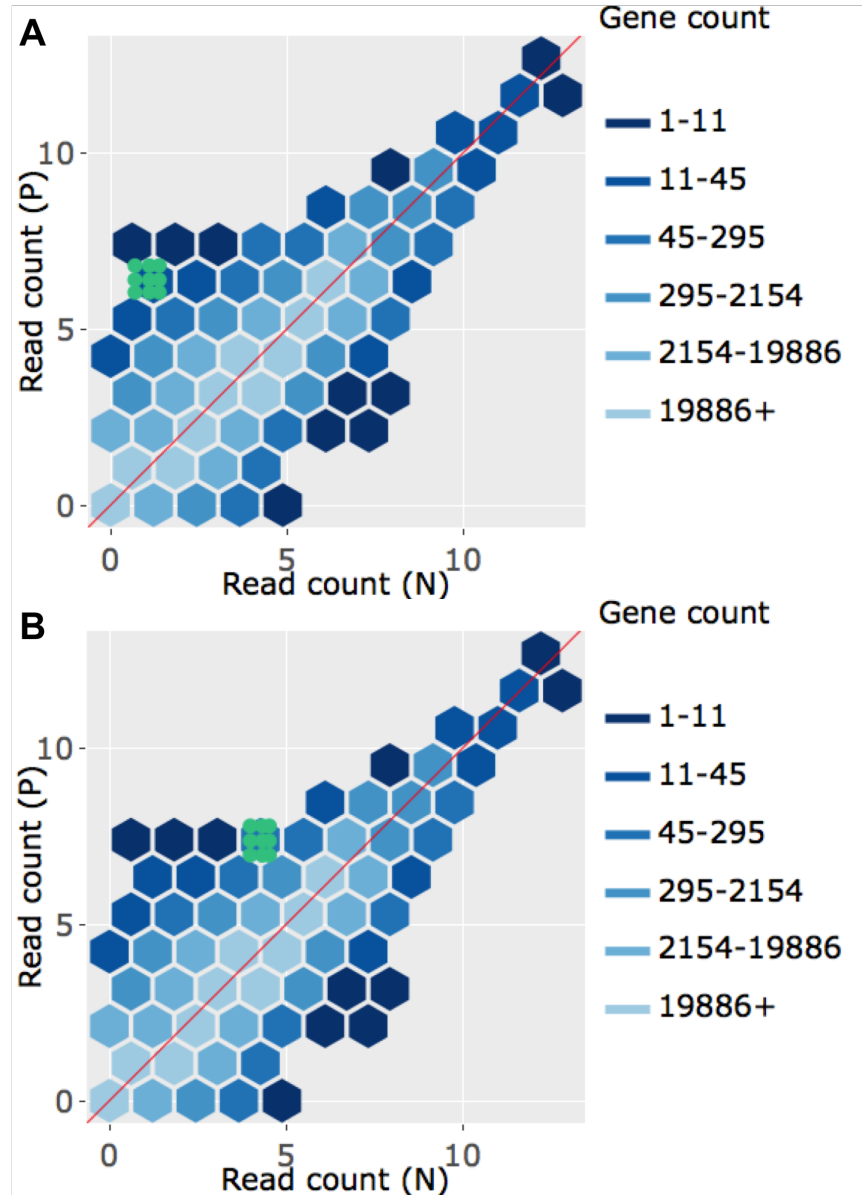 A
Gene count
1-11
11-45
45-295
295-2154
2154-19886
19886+
Read count (P)
10
5
0
0 5 10
Read count (N)
B
Gene count
1-11
11-45
45-295
295-2154
2154-19886
19886+
Read count (P)
10
5
0
0 5 10
Read count (N)